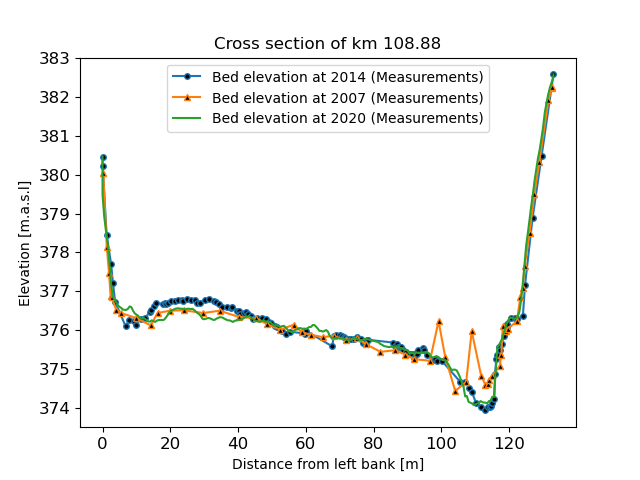 Cross section of km 108.88
Bed elevation at 2014 (Measurements)
Bed elevation at 2007 (Measurements)
Bed elevation at 2020 (Measurements)
Elevation [m.a.s.l]
383
382
381
380
379
378
377
376
375
374
0 20 40 60 80 100 120
Distance from left bank [m]